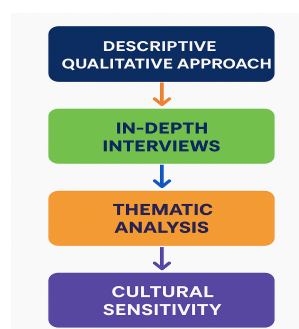 DESCRIPTIVE
QUALITATIVE APPROACH
IN-DEPTH
INTERVIEWS
THEMATIC
ANALYSIS
CULTURAL
SENSITIVITY